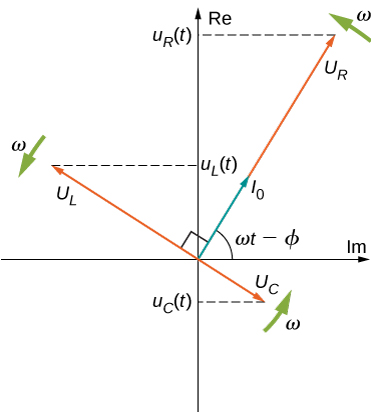 Re
ω
u_R(t)
U_R
ω
u_L(t)
U_L
I_0
ωt − ϕ
Im
U_C
u_C(t)
ω